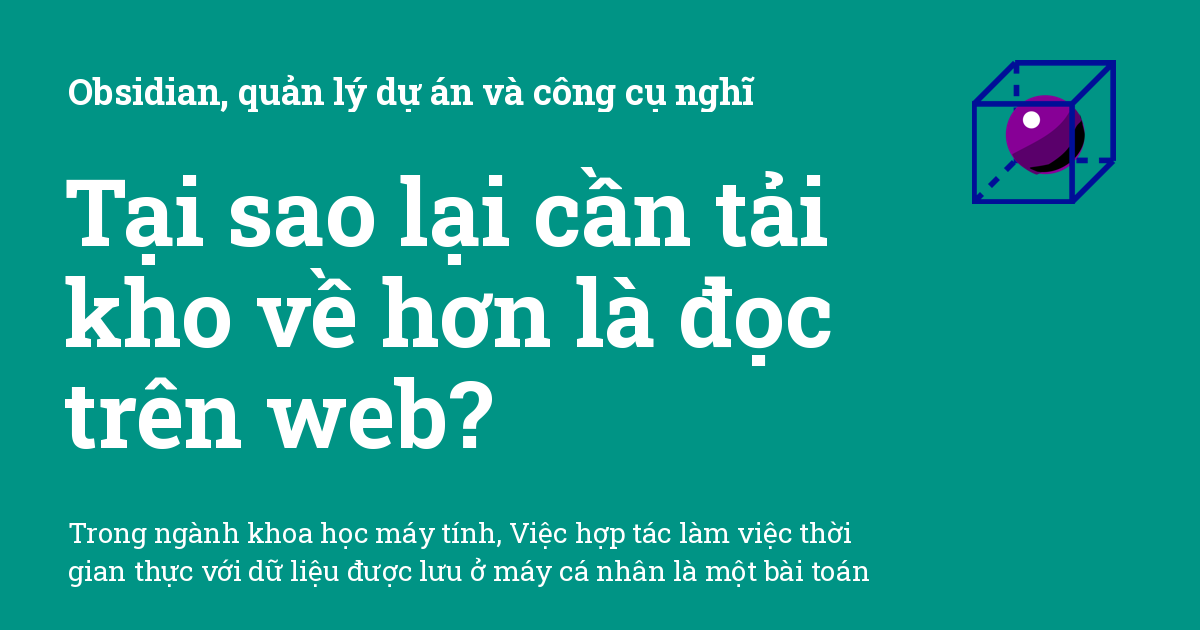 Obsidian, quản lý dự án và công cụ nghĩ
Tại sao lại cần tải
kho về hơn là đọc
trên web?
Trong ngành khoa học máy tính, Việc hợp tác làm việc thời
gian thực với dữ liệu được lưu ở máy cá nhân là một bài toán